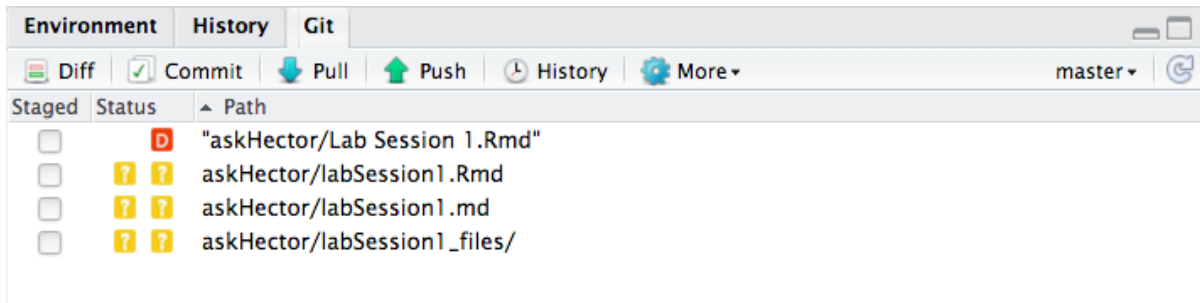 Environment History Git
Diff Commit Pull Push History More master
Staged Status Path
D "askHector/Lab Session 1.Rmd"
? ? askHector/labSession1.Rmd
? ? askHector/labSession1.md
? ? askHector/labSession1_files/